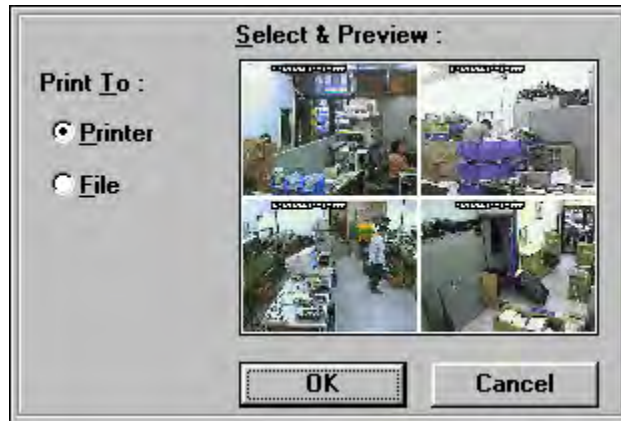 Select & Preview :
Print To :
Printer
File
OK
Cancel